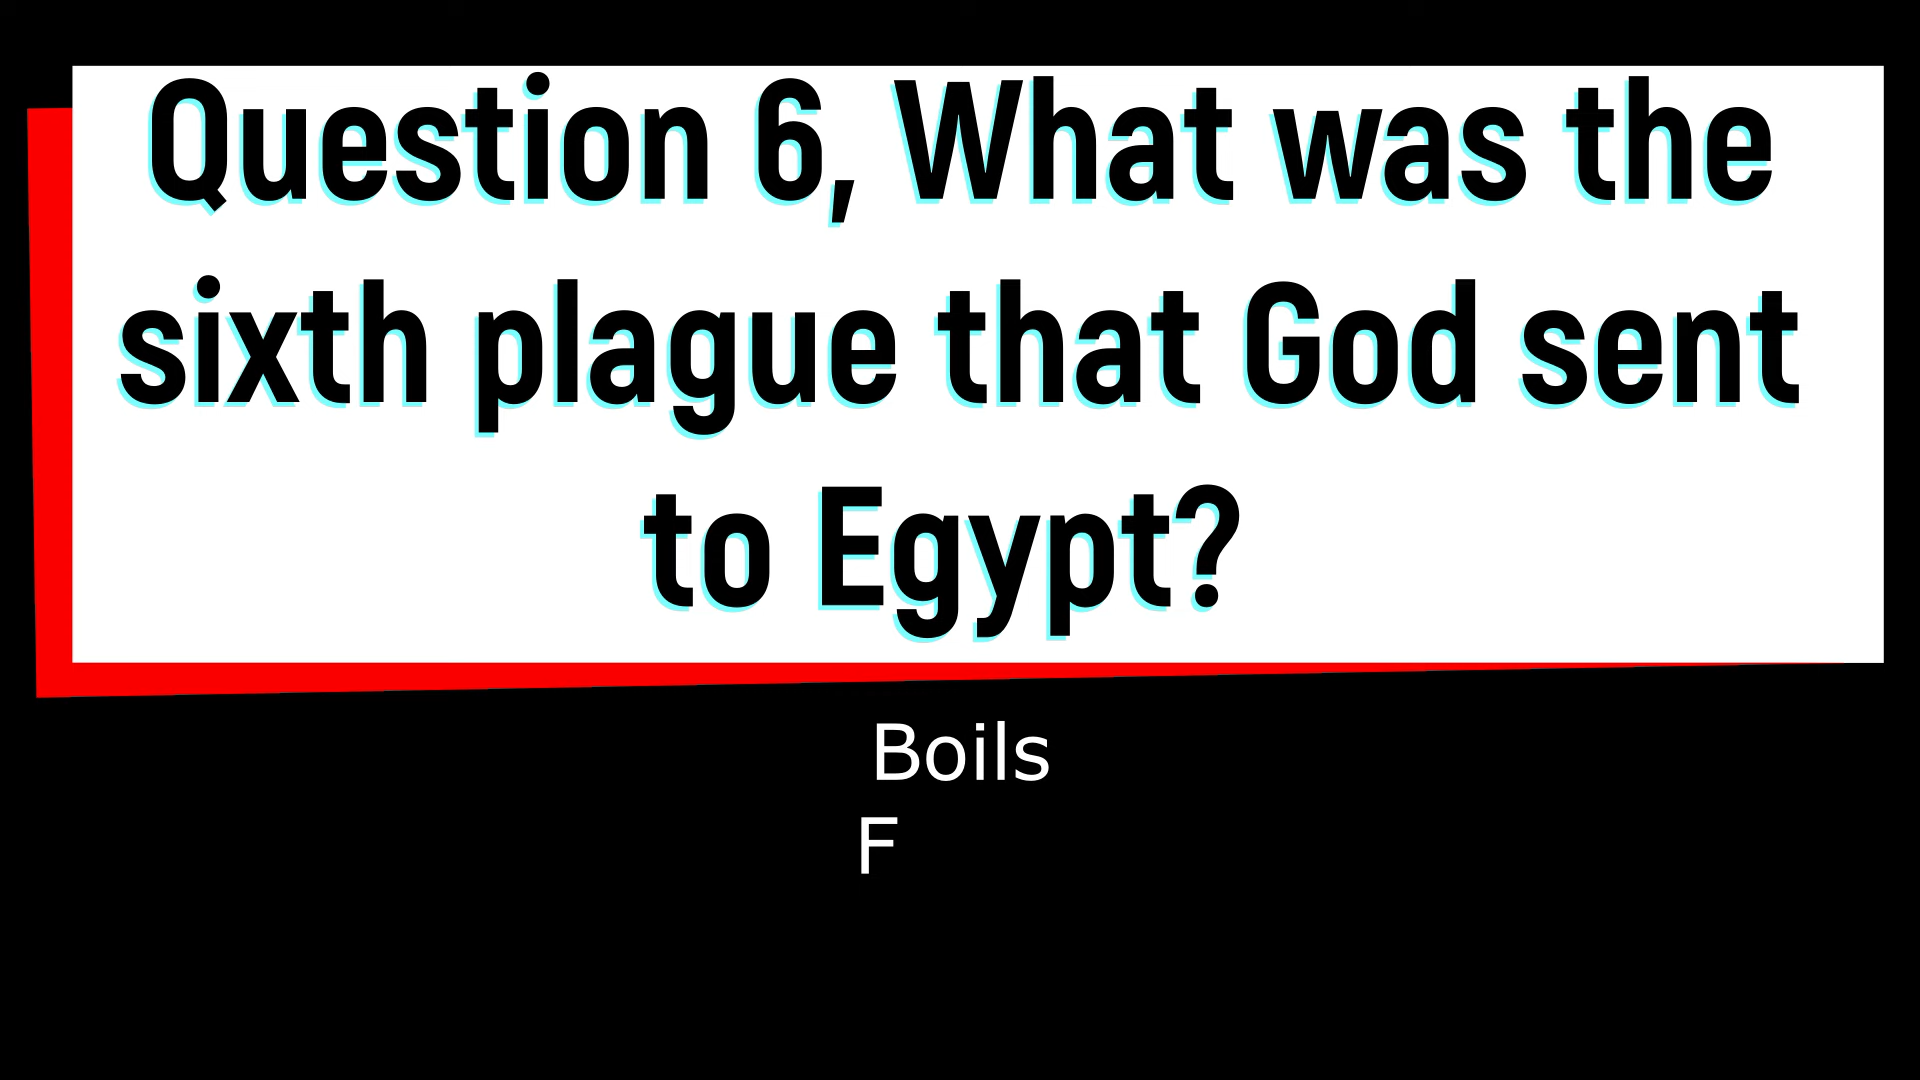 Question 6, What was the
sixth plague that God sent
to Egypt?
Boils
F